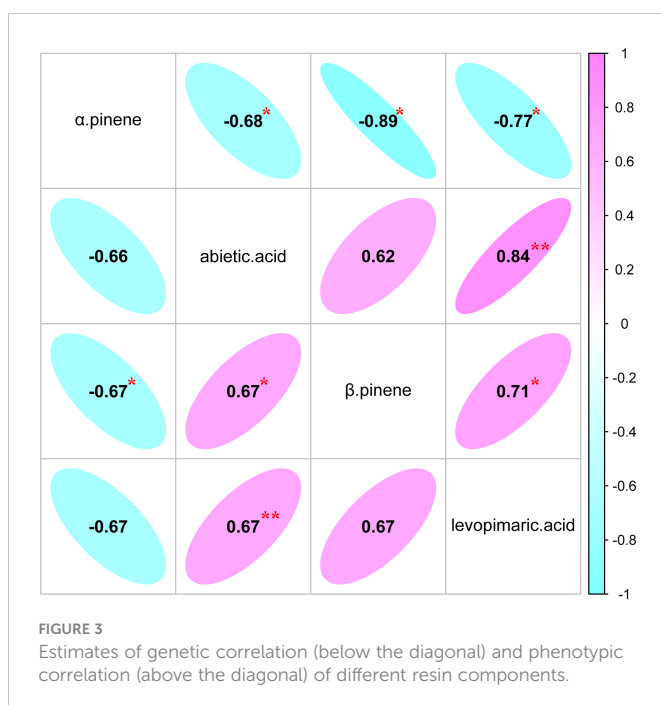 1
α.pinene -0.68* -0.89* -0.77*
0.8
0.6
-0.66 abietic.acid 0.62 0.84**
0.4
0.2
0
-0.67* 0.67* β.pinene 0.71*
-0.2
-0.4
-0.67 0.67** 0.67 levopimaric.acid
-0.6
-0.8
-1
FIGURE 3
Estimates of genetic correlation (below the diagonal) and phenotypic
correlation (above the diagonal) of different resin components.